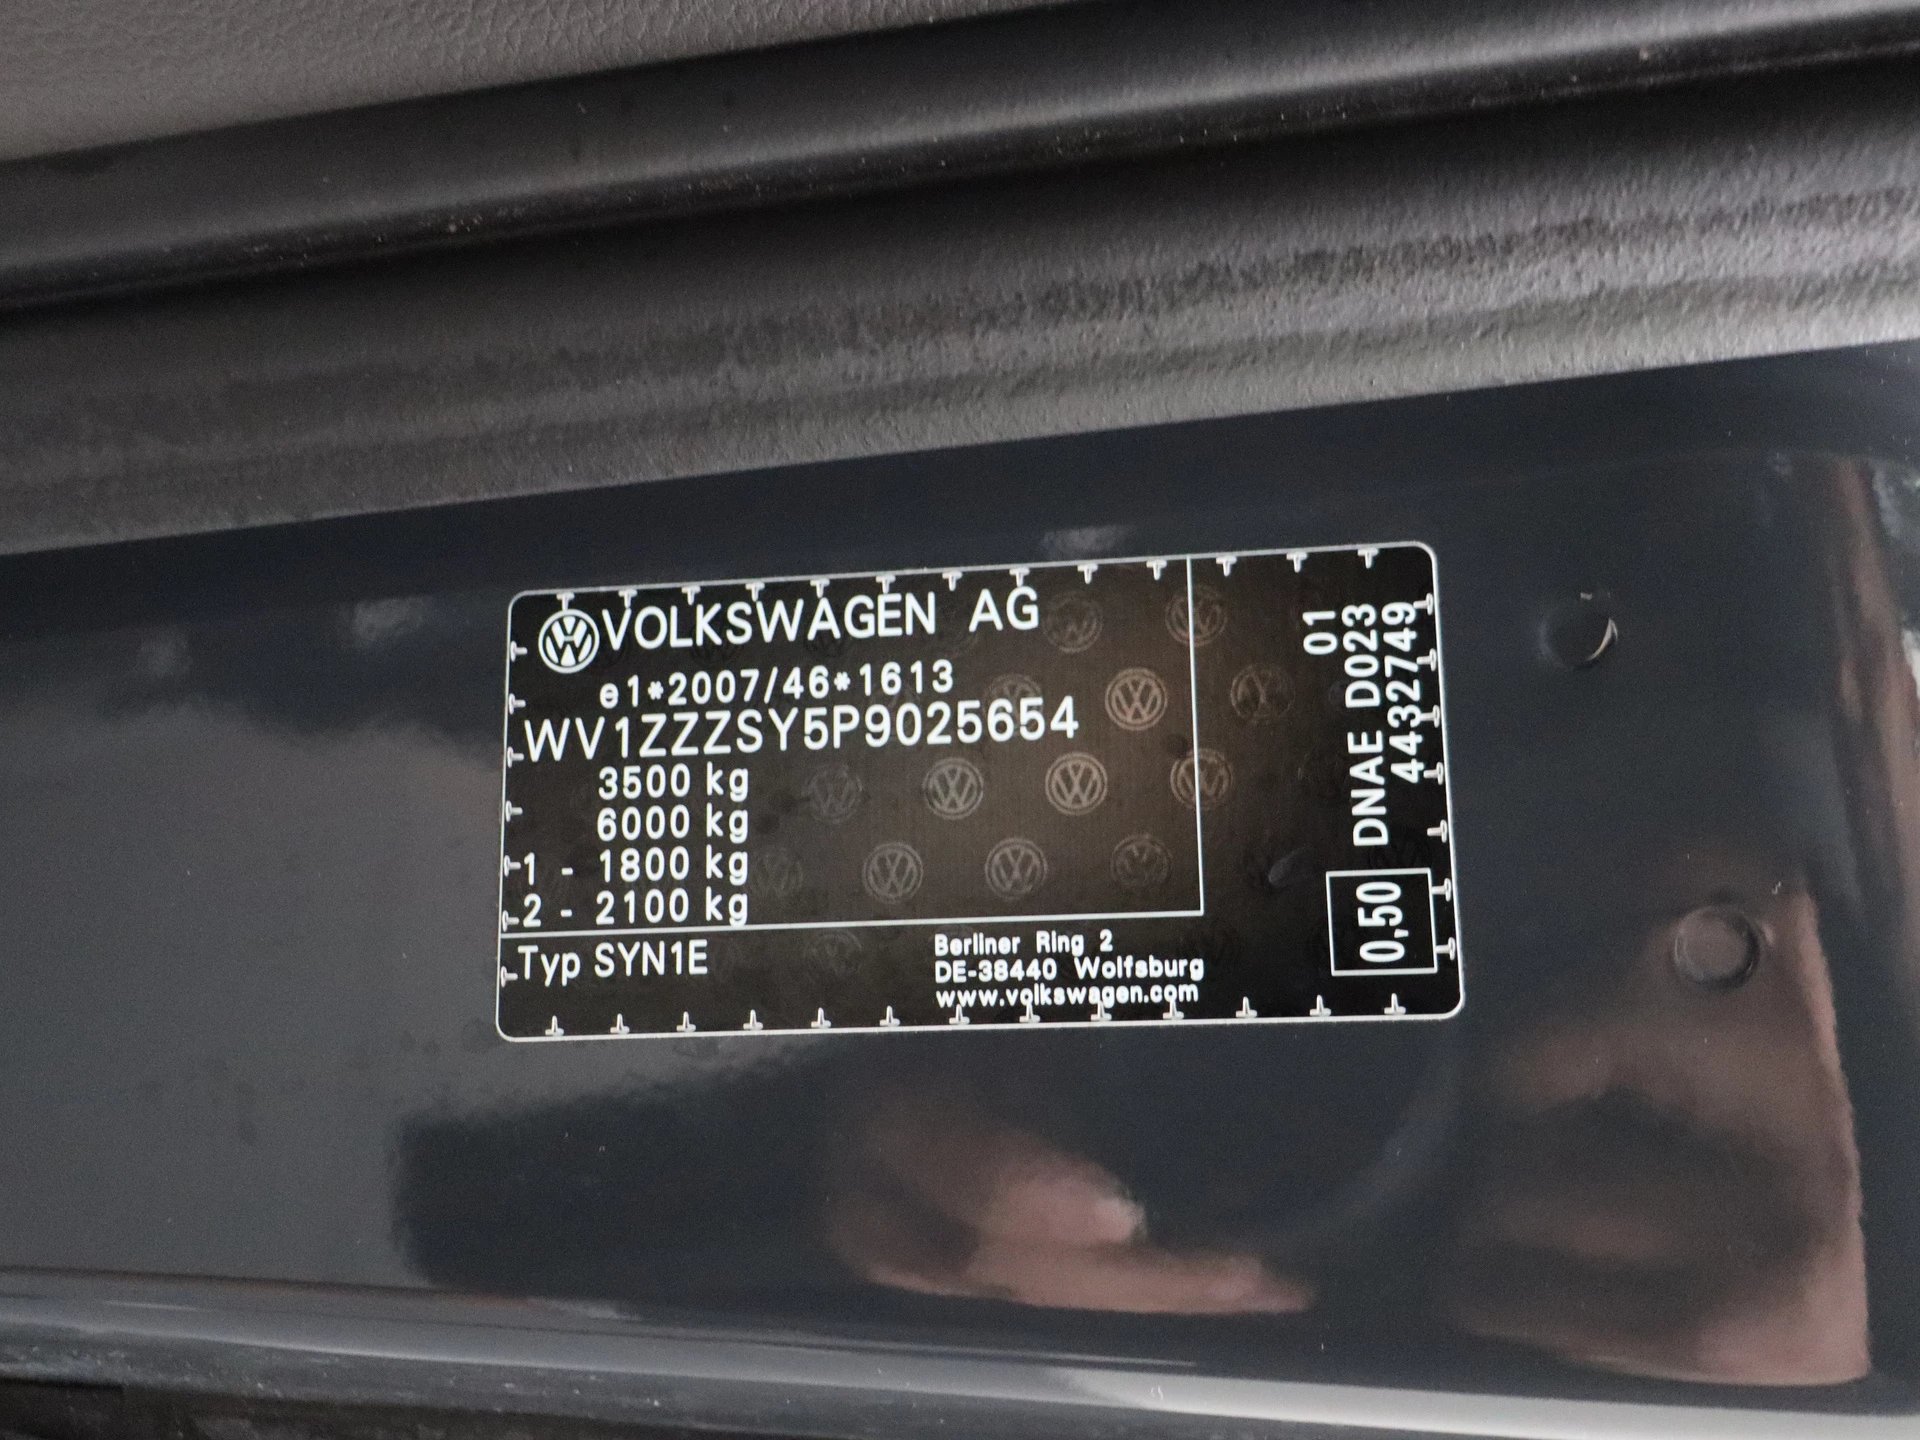 VOLKSWAGEN AG
e1*2007/46*1613
WV1ZZZSY5P9025654
3500 kg
6000 kg
1 - 1800 kg
2 - 2100 kg
Typ SYN1E
Berliner Ring 2
DE-38440 Wolfsburg
www.volkswagen.com
01
DNAE D023
4432749
0,50